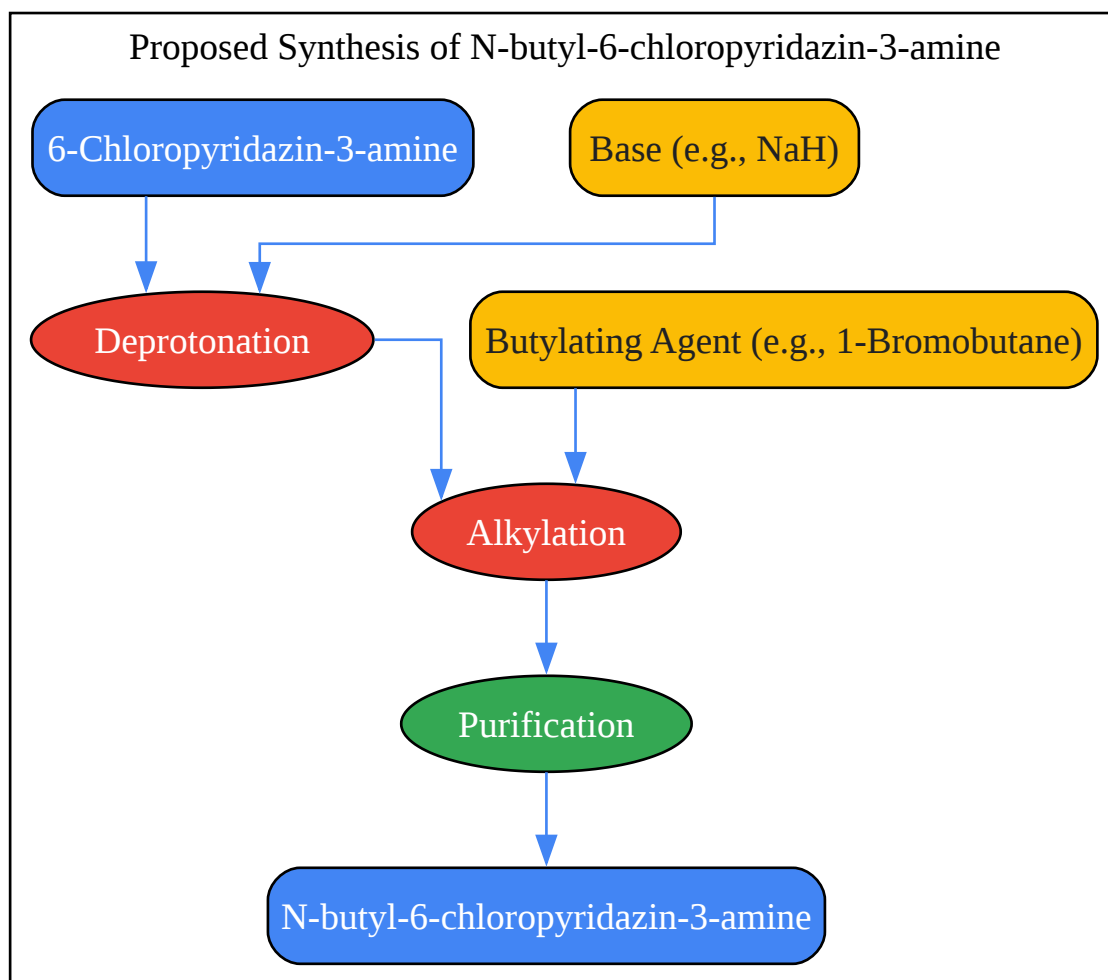 Proposed Synthesis of N-butyl-6-chloropyridazin-3-amine
6-Chloropyridazin-3-amine
Base (e.g., NaH)
Deprotonation
Butylating Agent (e.g., 1-Bromobutane)
Alkylation
Purification
N-butyl-6-chloropyridazin-3-amine